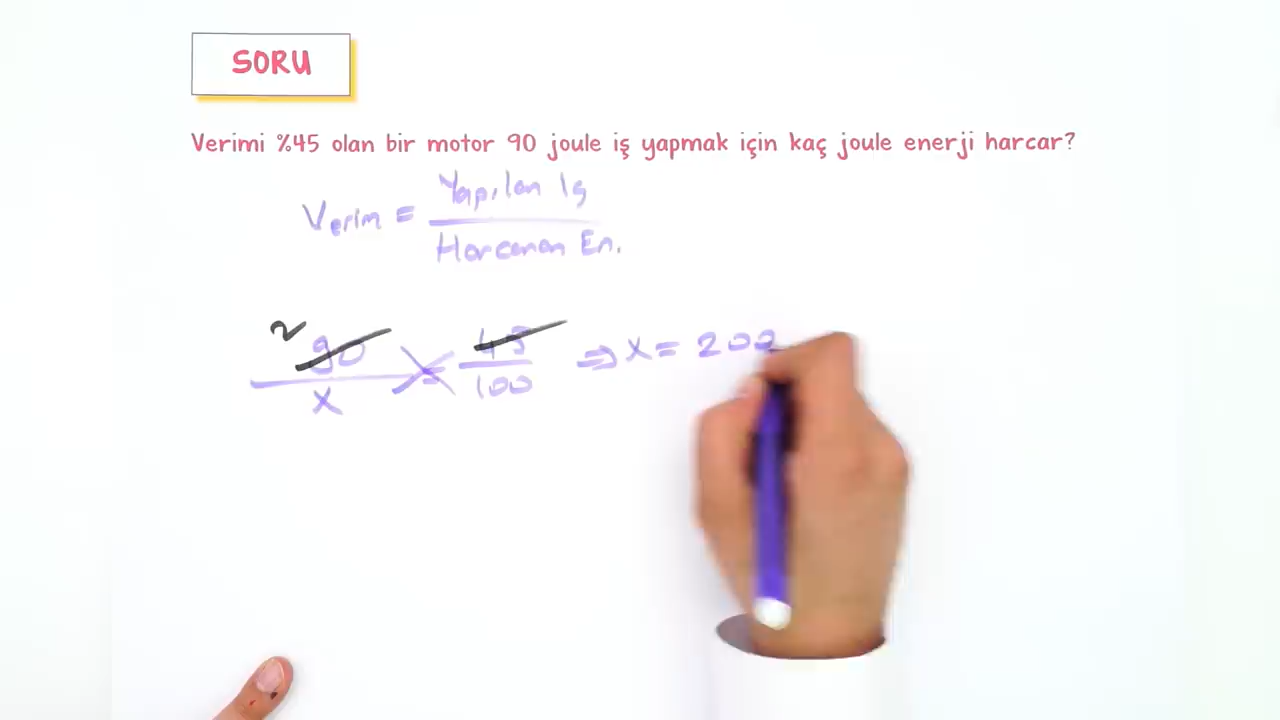 SORU
Verimi %45 olan bir motor 90 joule iş yapmak için kaç joule enerji harcar?
Verim = Yapılan İş
Harcanan En.
2
90 = 45 ⇒ x = 200
x 100